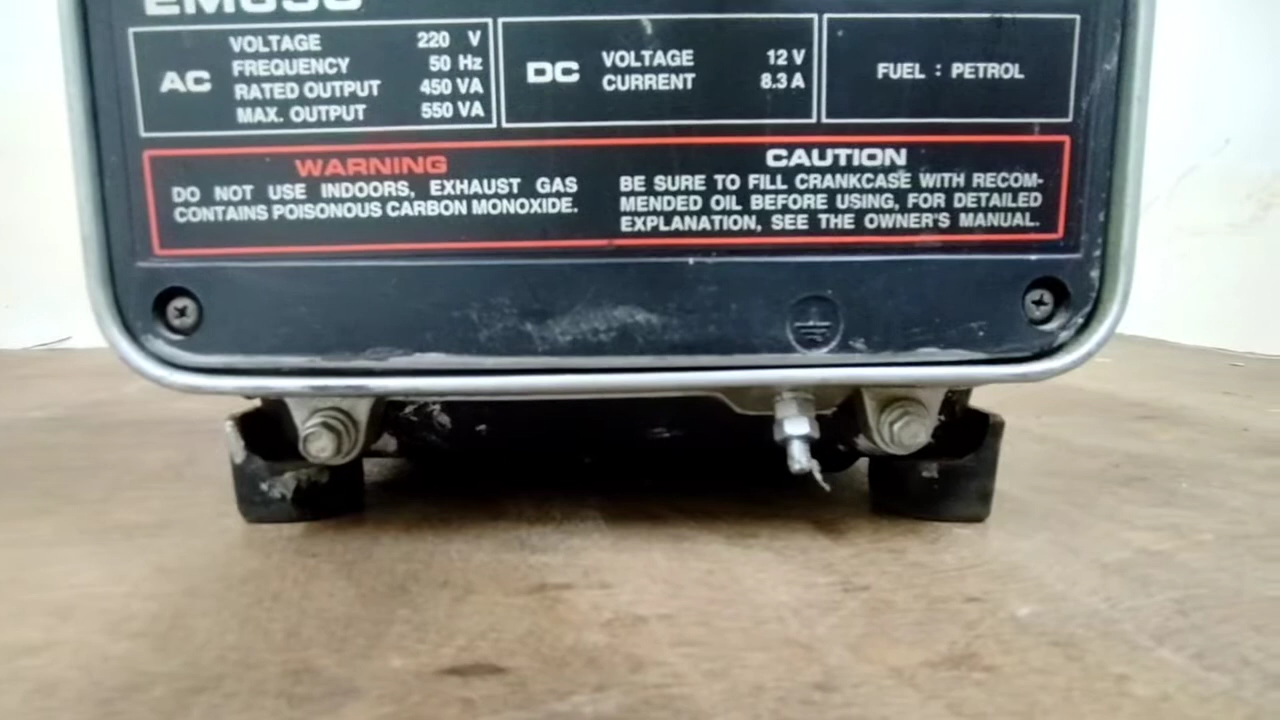 EM650
AC
VOLTAGE 220 V
FREQUENCY 50 Hz
RATED OUTPUT 450 VA
MAX. OUTPUT 550 VA
DC
VOLTAGE 12 V
CURRENT 8.3 A
FUEL : PETROL
WARNING
DO NOT USE INDOORS, EXHAUST GAS
CONTAINS POISONOUS CARBON MONOXIDE.
CAUTION
BE SURE TO FILL CRANKCASE WITH RECOM-
MENDED OIL BEFORE USING, FOR DETAILED
EXPLANATION, SEE THE OWNER'S MANUAL.